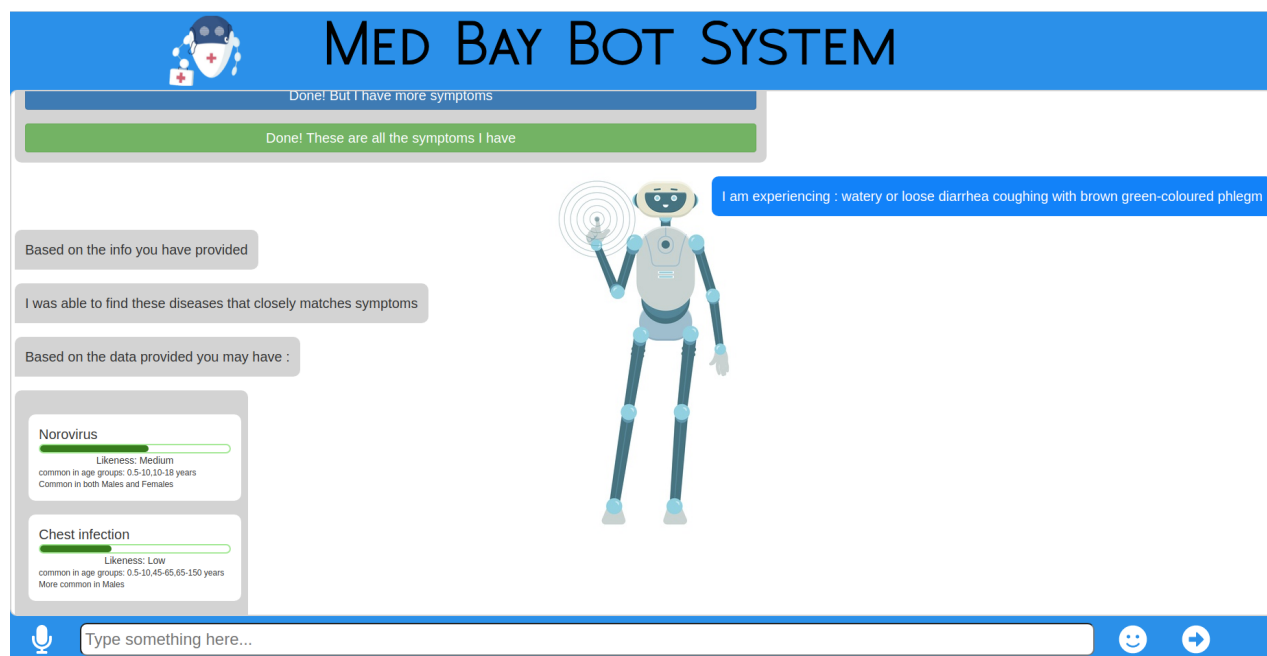 MED BAY BOT SYSTEM
Done! But I have more symptoms
Done! These are all the symptoms I have
I am experiencing : watery or loose diarrhea coughing with brown green-coloured phlegm
Based on the info you have provided
I was able to find these diseases that closely matches symptoms
Based on the data provided you may have :
Norovirus
Likeness: Medium
common in age groups: 0.5-10,10-18 years
Common in both Males and Females
Chest infection
Likeness: Low
common in age groups: 0.5-10,45-65,65-150 years
More common in Males
Type something here...